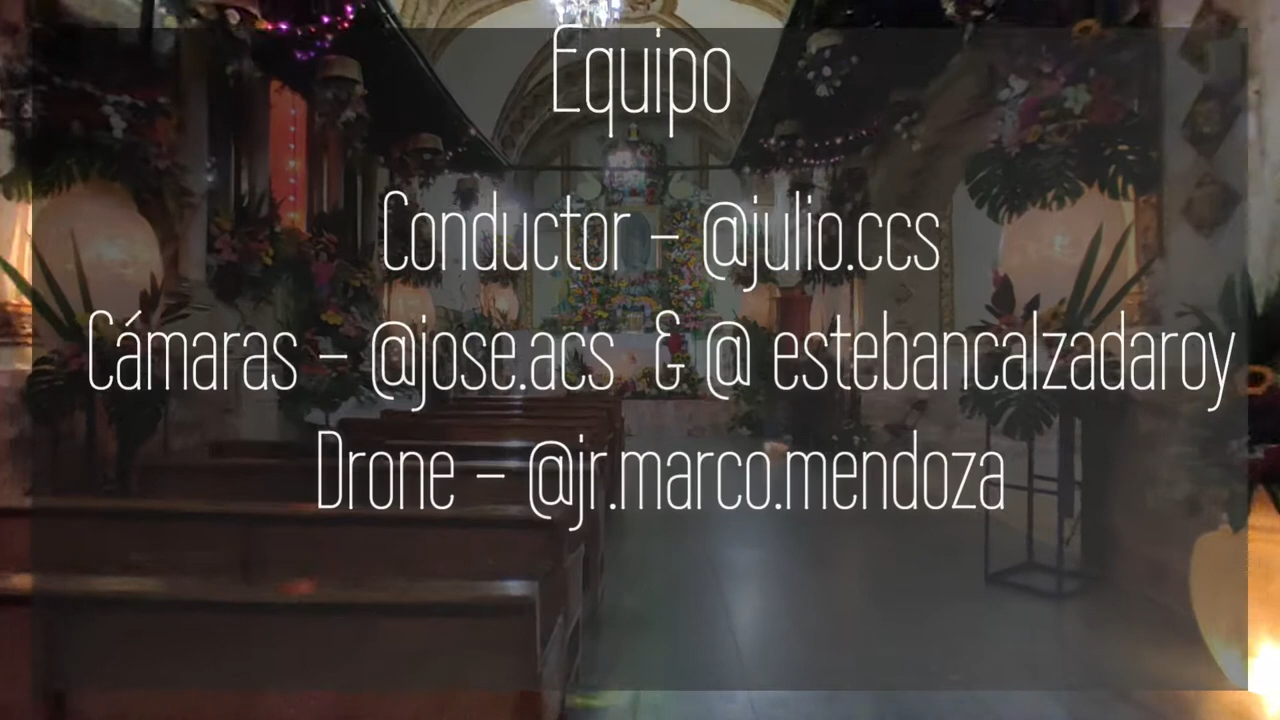 Equipo
Conductor – @julio.ccs
Cámaras – @jose.acs & @ estebancalzadaroy
Drone – @jr.marco.mendoza